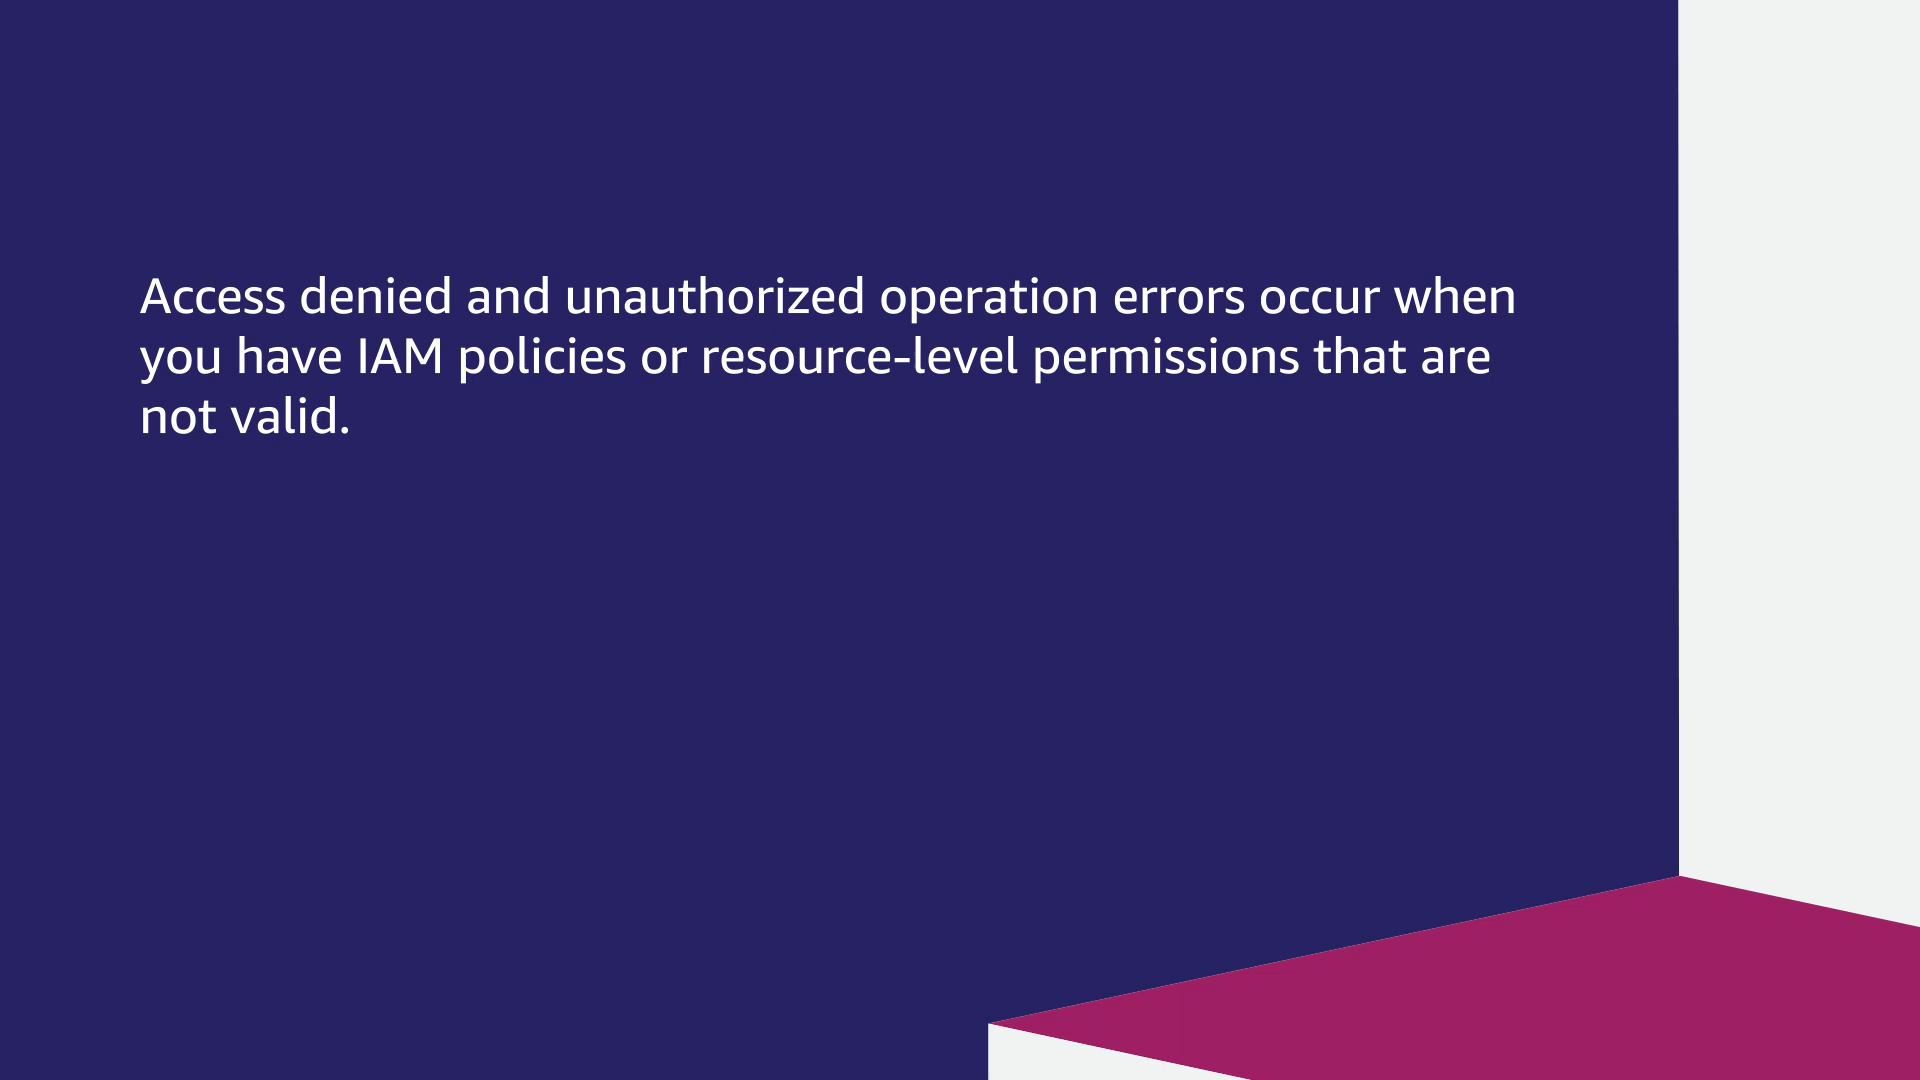 Access denied and unauthorized operation errors occur when
you have IAM policies or resource-level permissions that are
not valid.